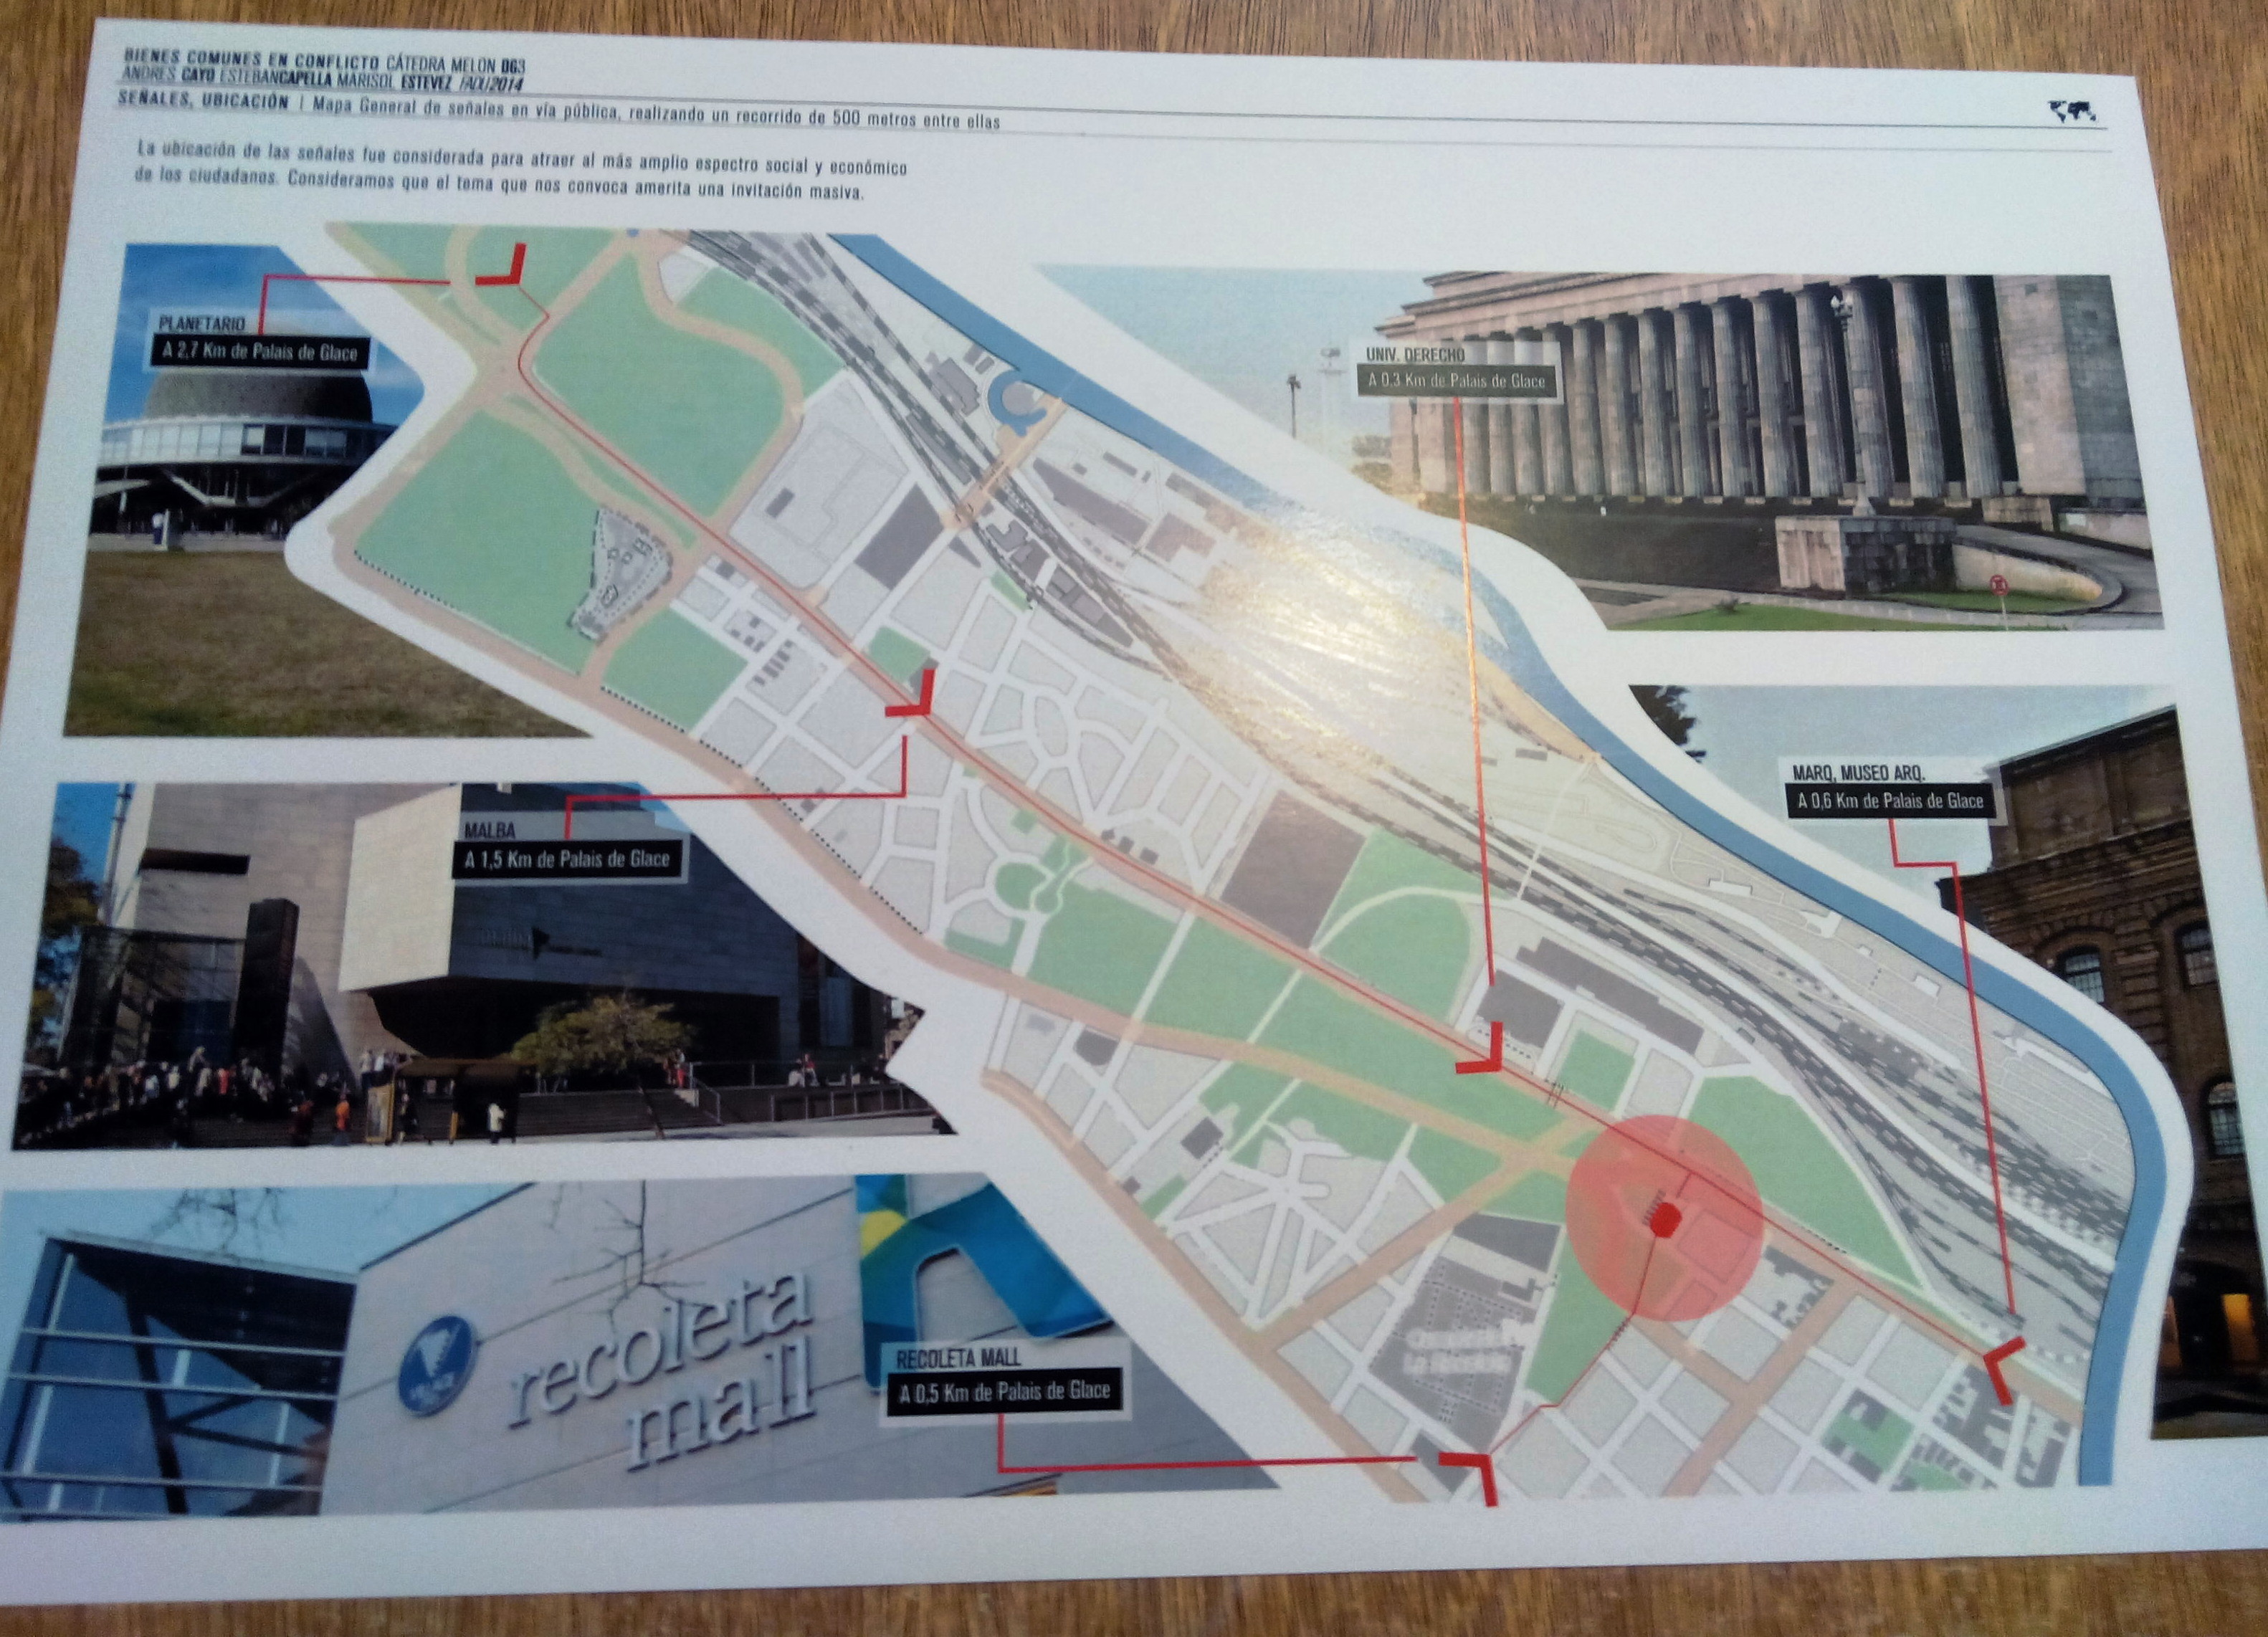 BIENES COMUNES EN CONFLICTO CÁTEDRA MELON DG3
ANDRES CAYO ESTEBANCAPELLA MARISOL ESTEVEZ /FADU/2014
SEÑALES, UBICACIÓN | Mapa General de señales en vía pública, realizando un recorrido de 500 metros entre ellas
La ubicación de las señales fue considerada para atraer al más amplio espectro social y económico
de los ciudadanos. Consideramos que el tema que nos convoca amerita una invitación masiva.
PLANETARIO
A 2,7 Km de Palais de Glace
UNIV. DERECHO
A 0.3 Km de Palais de Glace
MARQ, MUSEO ARQ.
A 0,6 Km de Palais de Glace
MALBA
A 1,5 Km de Palais de Glace
malba
recoleta
mall
RECOLETA MALL
A 0,5 Km de Palais de Glace